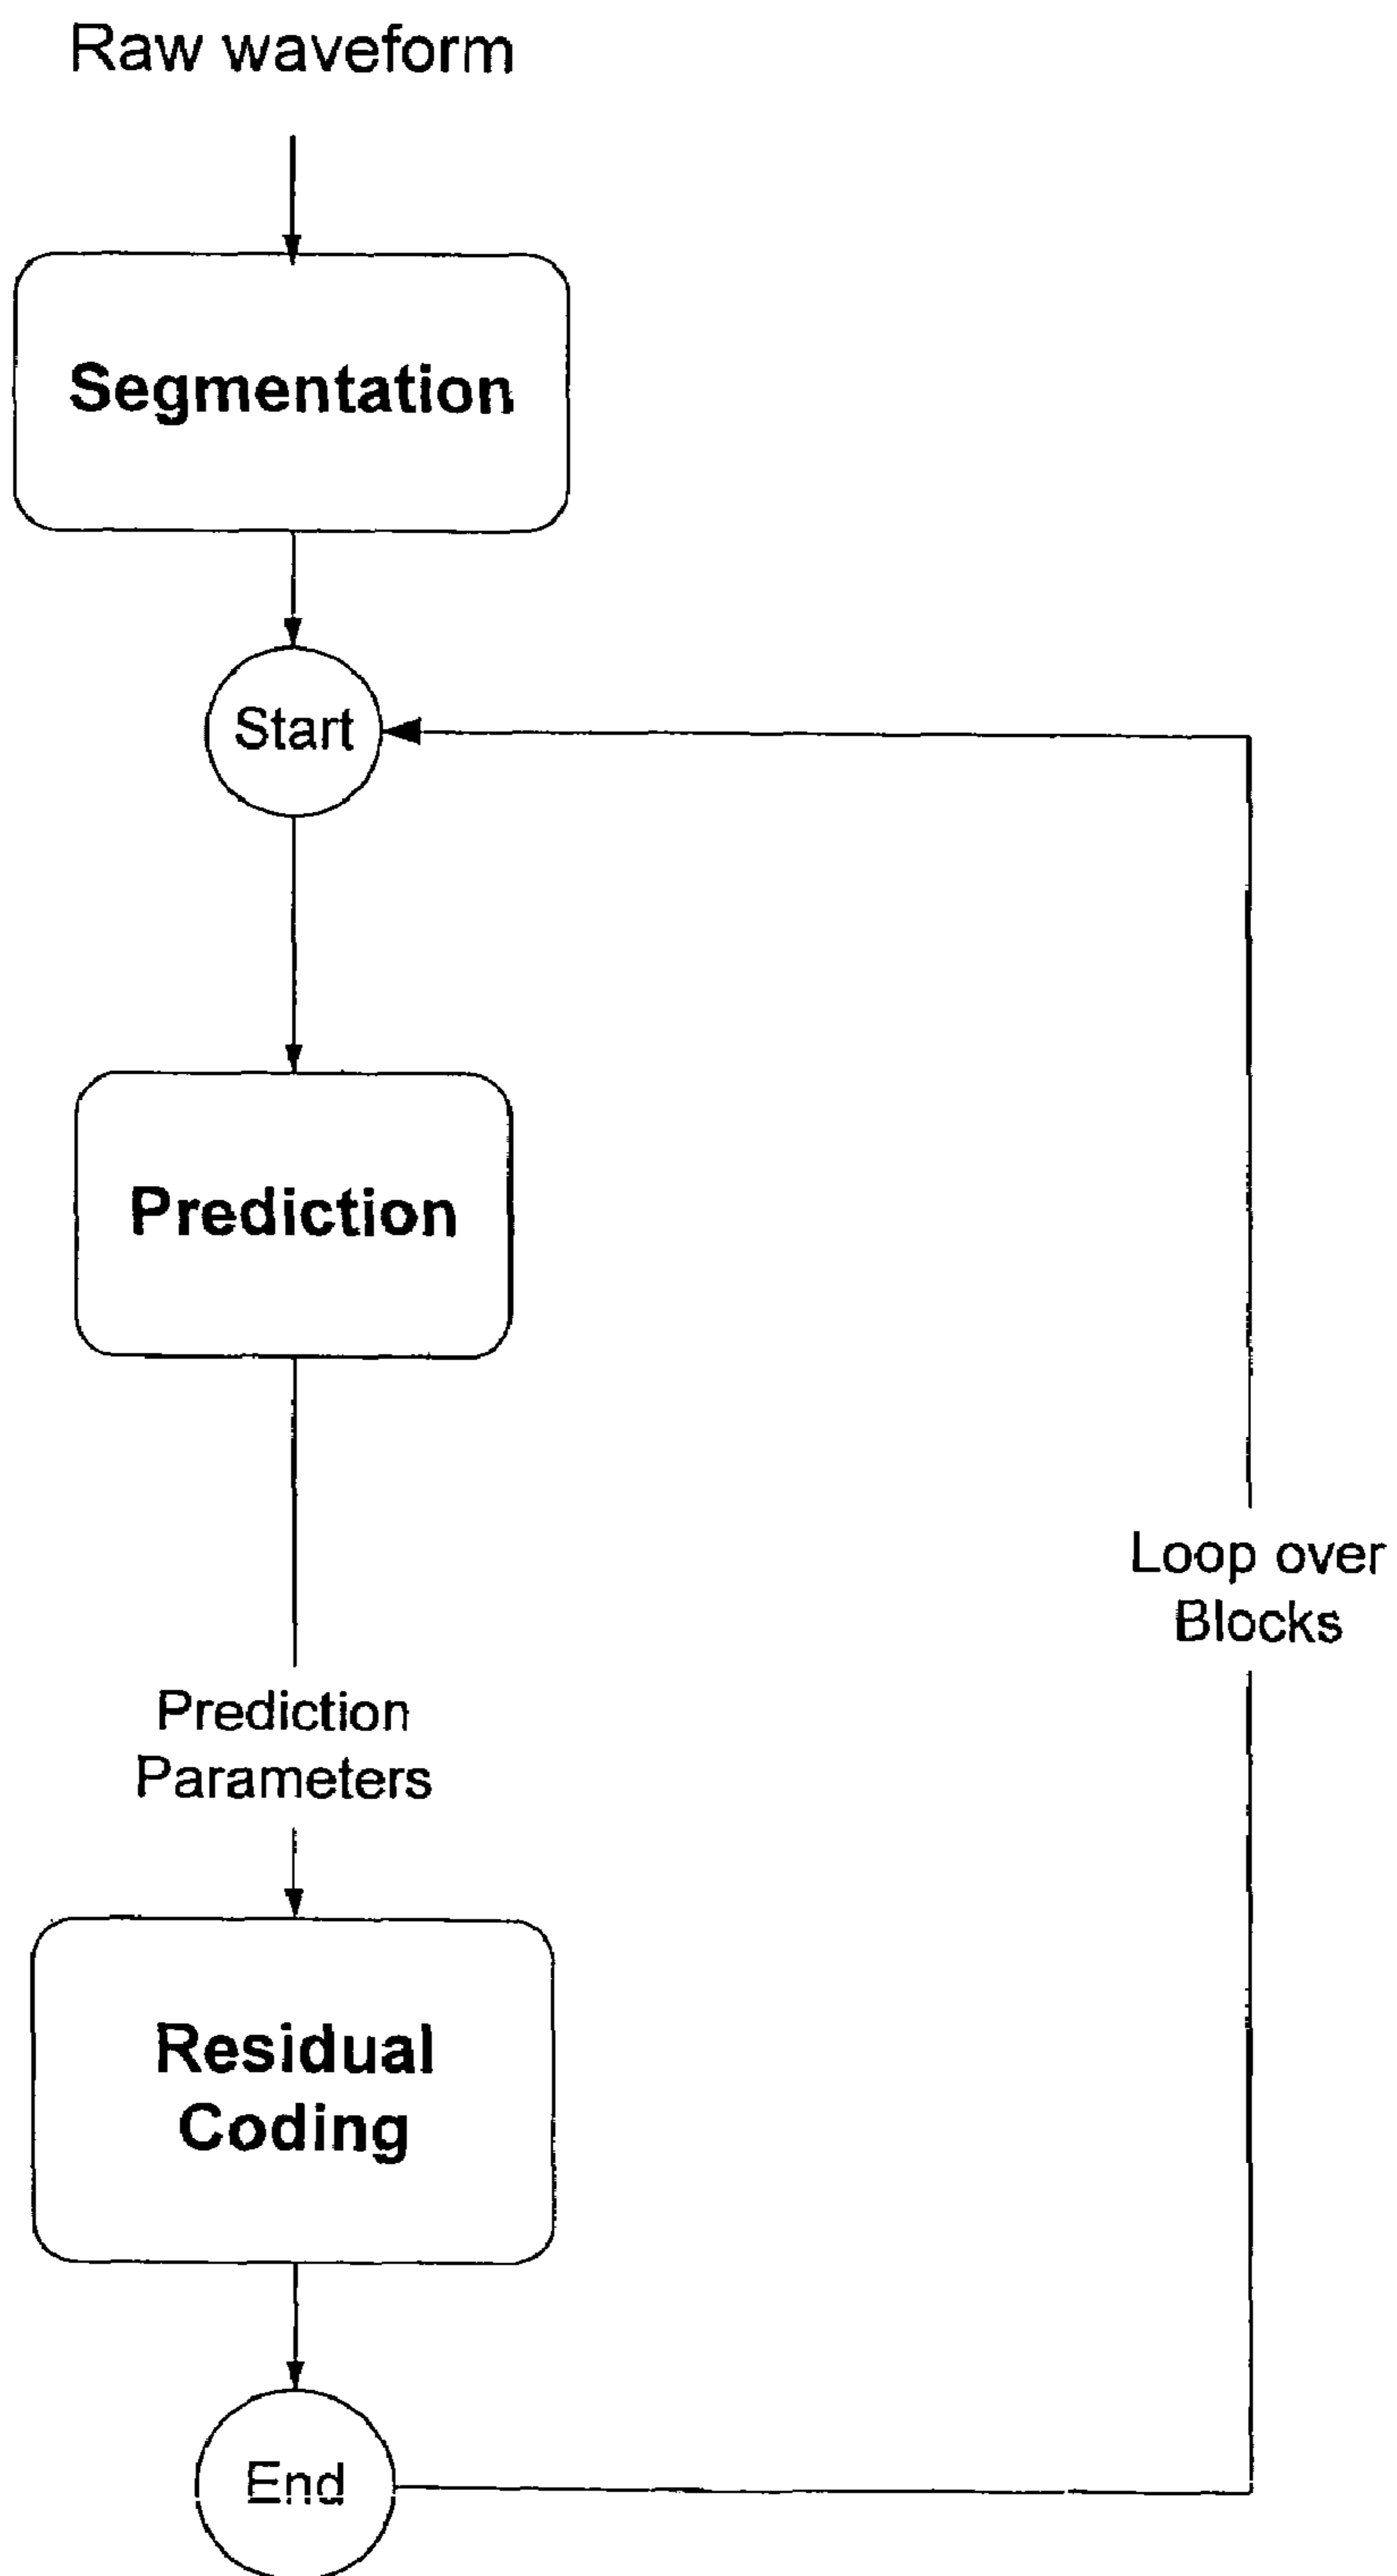 Raw waveform
Segmentation
Start
Prediction
Loop over
Blocks
Prediction
Parameters
Residual
Coding
End